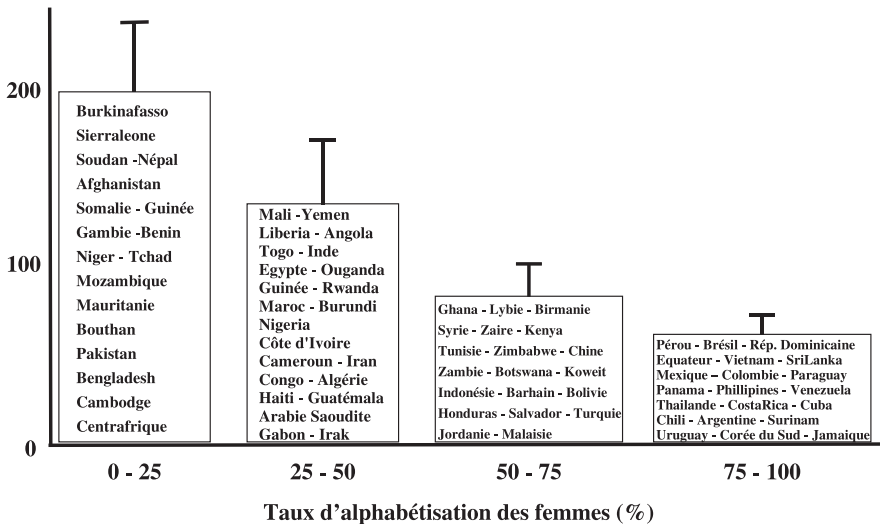 200
100
0
Burkinafasso
Sierraleone
Soudan -Népal
Afghanistan
Somalie - Guinée
Gambie -Benin
Niger - Tchad
Mozambique
Mauritanie
Bouthan
Pakistan
Bengladesh
Cambodge
Centrafrique
Mali -Yemen
Liberia - Angola
Togo - Inde
Egypte - Ouganda
Guinée - Rwanda
Maroc - Burundi
Nigeria
Côte d'Ivoire
Cameroun - Iran
Congo - Algérie
Haiti - Guatémala
Arabie Saoudite
Gabon - Irak
Ghana - Lybie - Birmanie
Syrie - Zaire - Kenya
Tunisie - Zimbabwe - Chine
Zambie - Botswana - Koweit
Indonésie - Barhain - Bolivie
Honduras - Salvador - Turquie
Jordanie - Malaisie
Pérou - Brésil - Rép. Dominicaine
Equateur - Vietnam - SriLanka
Mexique – Colombie - Paraguay
Panama - Phillipines - Venezuela
Thailande - CostaRica - Cuba
Chili - Argentine - Surinam
Uruguay - Corée du Sud - Jamaique
0 - 25
25 - 50
50 - 75
75 - 100
Taux d’alphabétisation des femmes (%)